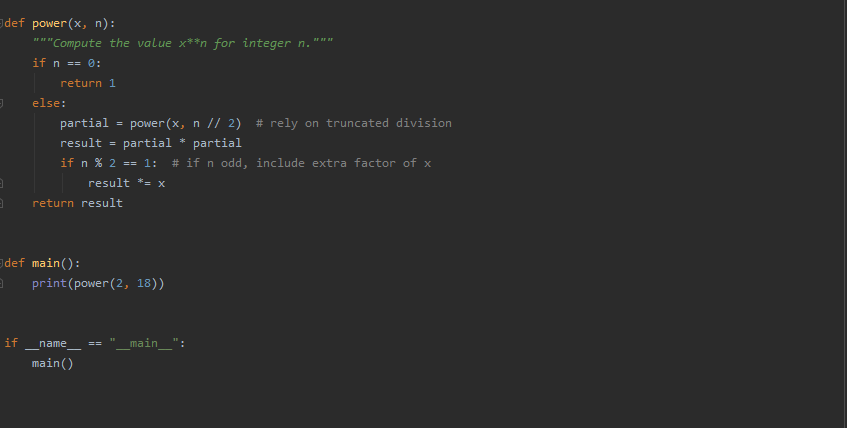 def power(x, n):
    """Compute the value x**n for integer n."""
    if n == 0:
        return 1
    else:
        partial = power(x, n // 2)  # rely on truncated division
        result = partial * partial
        if n % 2 == 1:  # if n odd, include extra factor of x
            result *= x
    return result
def main():
    print(power(2, 18))
if __name__ == "__main__":
    main()